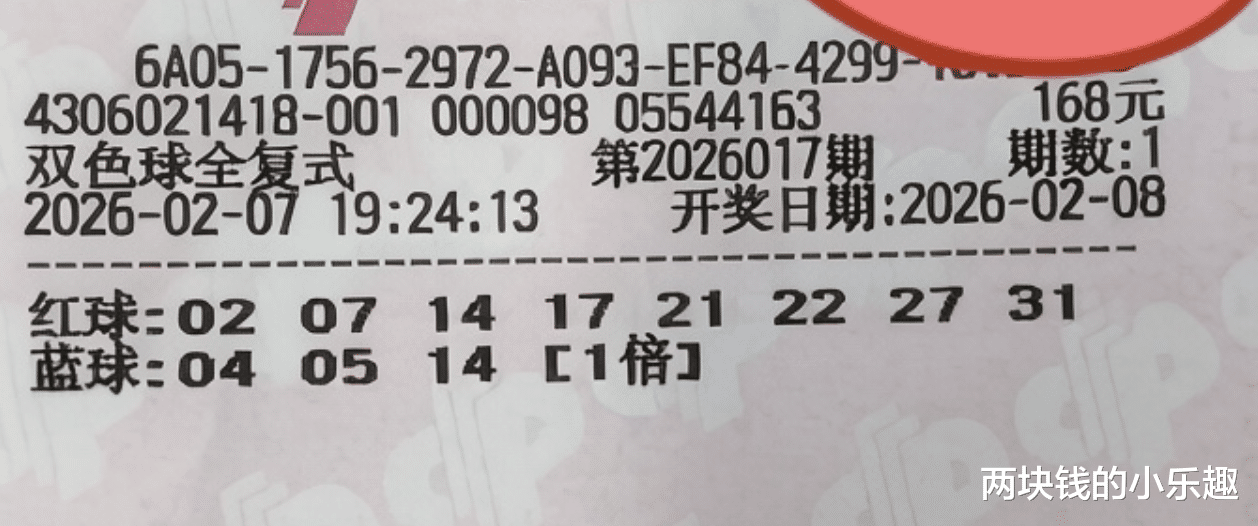 6A05-1756-2972-A093-EF84-4299-
4306021418-001 000098 05544163 168元
双色球全复式 第2026017期 期数:1
2026-02-07 19:24:13 开奖日期:2026-02-08
红球:02 07 14 17 21 22 27 31
蓝球:04 05 14 [1倍]
两块钱的小乐趣